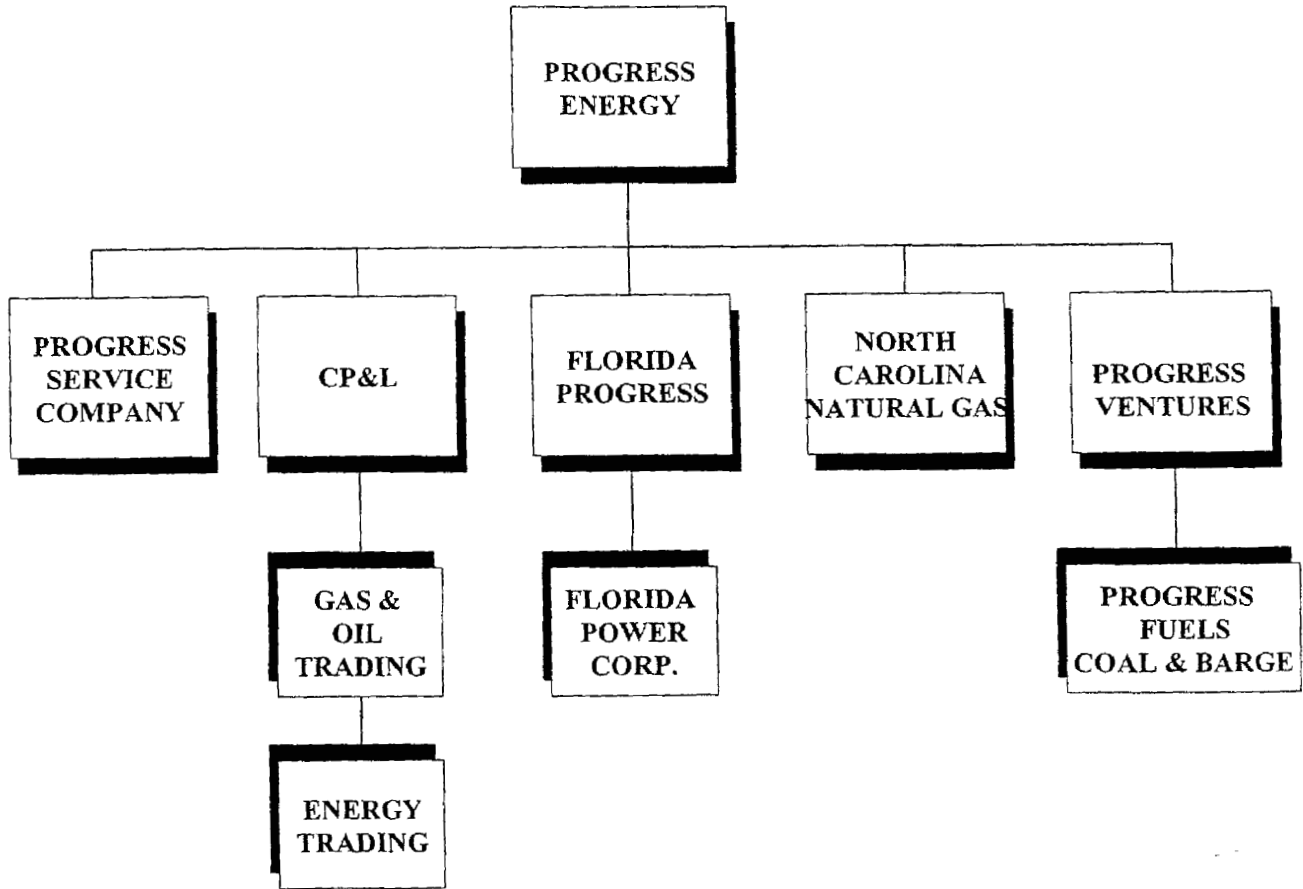 PROGRESS
ENERGY
PROGRESS
SERVICE
COMPANY
CP&L
FLORIDA
PROGRESS
NORTH
CAROLINA
NATURAL GAS
PROGRESS
VENTURES
GAS &
OIL
TRADING
FLORIDA
POWER
CORP.
PROGRESS
FUELS
COAL & BARGE
ENERGY
TRADING